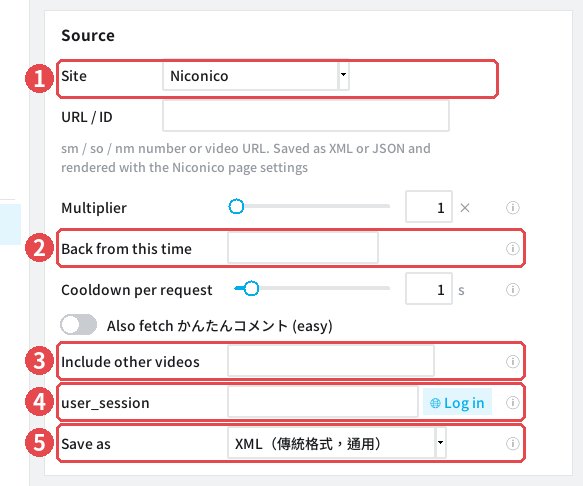 Source
1 Site Niconico
URL / ID
sm / so / nm number or video URL. Saved as XML or JSON and
rendered with the Niconico page settings
Multiplier 1 ×
2 Back from this time
Cooldown per request 1 s
Also fetch かんたんコメント (easy)
3 Include other videos
4 user_session Log in
5 Save as XML（傳統格式，通用）